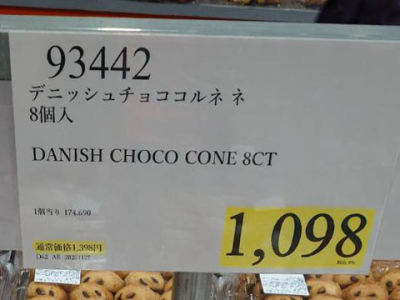 93442
デニッシュチョココルネ ネ
8個入
DANISH CHOCO CONE 8CT
1個当り 174.690
通常価格1,398円
1,098